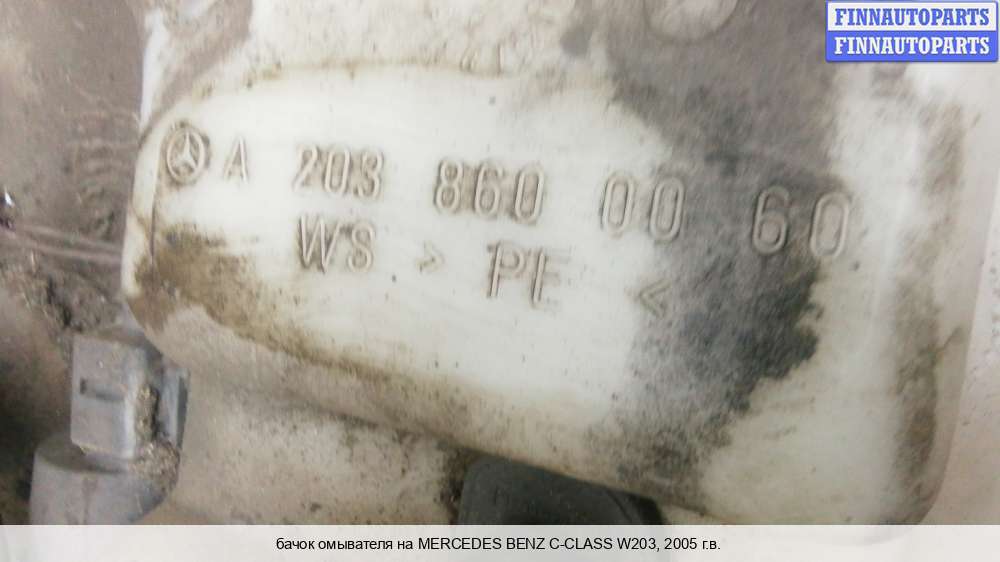 FINNAUTOPARTS
FINNAUTOPARTS
A 203 860 00 60
WS > PE <
бачок омывателя на MERCEDES BENZ C-CLASS W203, 2005 г.в.